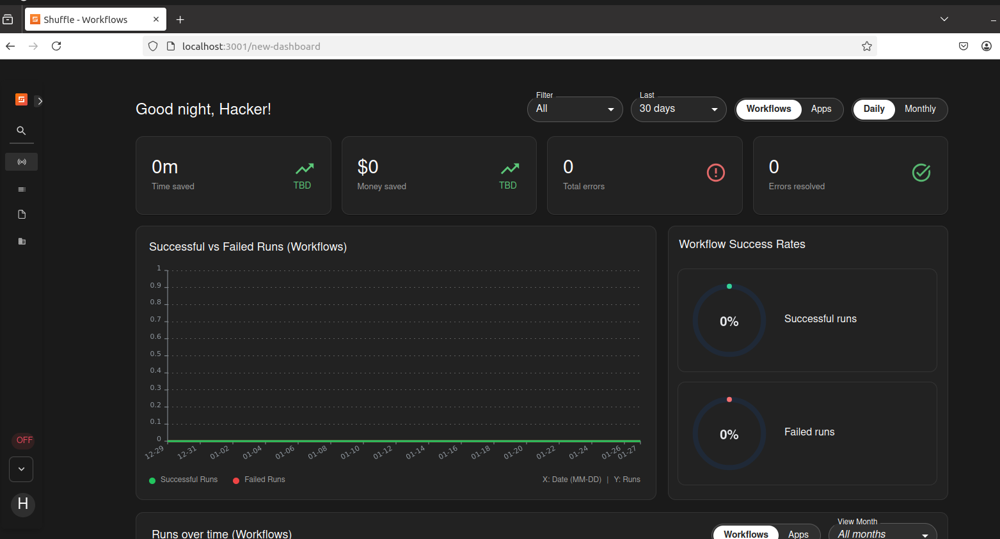 Shuffle - Workflows
localhost:3001/new-dashboard
Good night, Hacker!
Filter
All
Last
30 days
Workflows Apps
Daily Monthly
0m
Time saved
TBD
$0
Money saved
TBD
0
Total errors
0
Errors resolved
Successful vs Failed Runs (Workflows)
1
0.9
0.8
0.7
0.6
0.5
0.4
0.3
0.2
0.1
0
12-29 12-31 01-02 01-04 01-06 01-08 01-10 01-12 01-14 01-16 01-18 01-20 01-22 01-24 01-26 01-27
Successful Runs Failed Runs
X: Date (MM-DD) | Y: Runs
Workflow Success Rates
0%
Successful runs
0%
Failed runs
OFF
H
Runs over time (Workflows)
Workflows Apps
View Month
All months